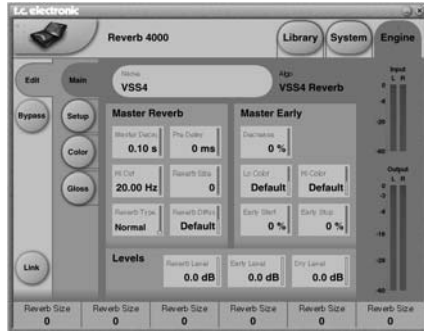 t.c. electronic
Reverb 4000
Library
System
Engine
Edit
Main
Name
VSS4
Algo
VSS4 Reverb
Input
L R
Bypass
Setup
Color
Gloss
Link
Master Reverb
Master Decay
0.10 s
Pre Delay
0 ms
Hi Cut
20.00 Hz
Reverb Size
0
Reverb Type
Normal
Reverb Diffus
Default
Master Early
Decrease
0 %
Lo Color
Default
Hi Color
Default
Early Start
0 %
Early Stop
0 %
Output
L R
Levels
Reverb Level
0.0 dB
Early Level
0.0 dB
Dry Level
0.0 dB
Reverb Size Reverb Size Reverb Size Reverb Size Reverb Size Reverb Size
0 0 0 0 0 0